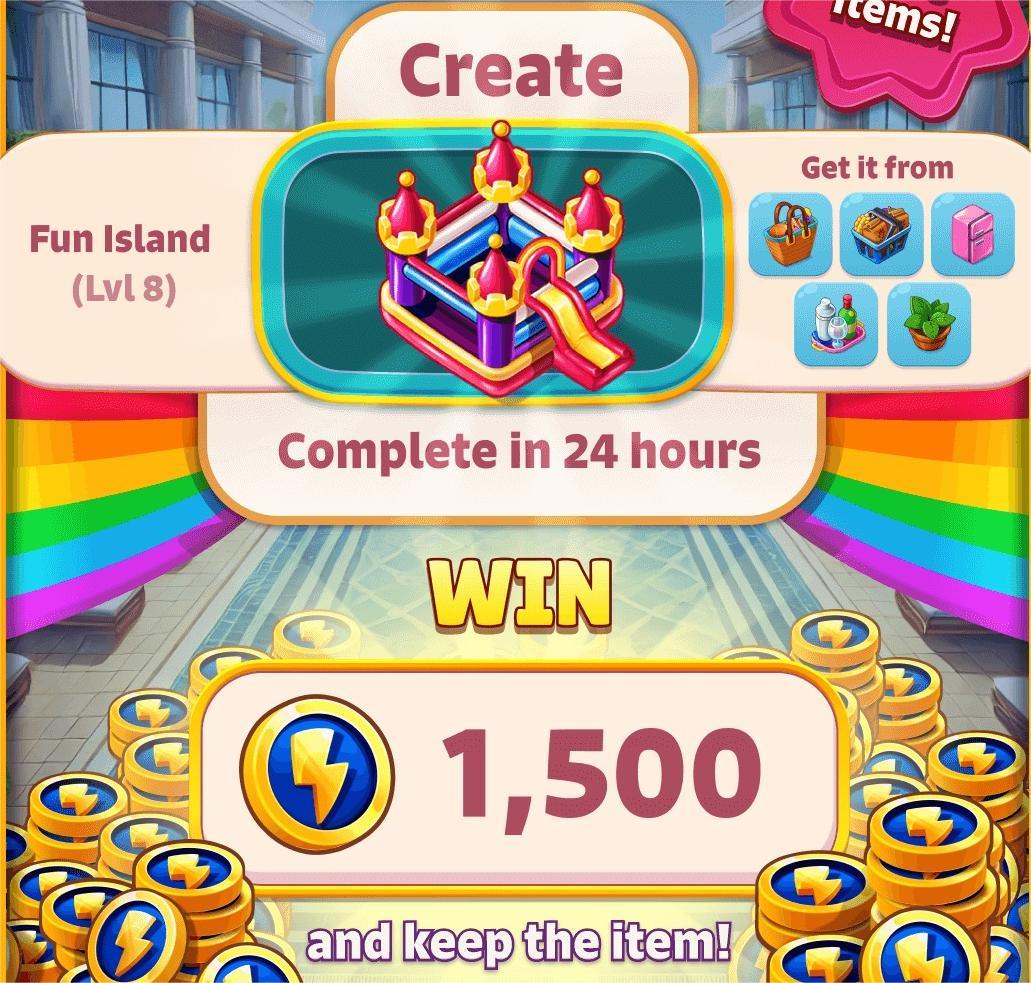 items!
Create
Get it from
Fun Island
(Lvl 8)
Complete in 24 hours
WIN
1,500
and keep the item!